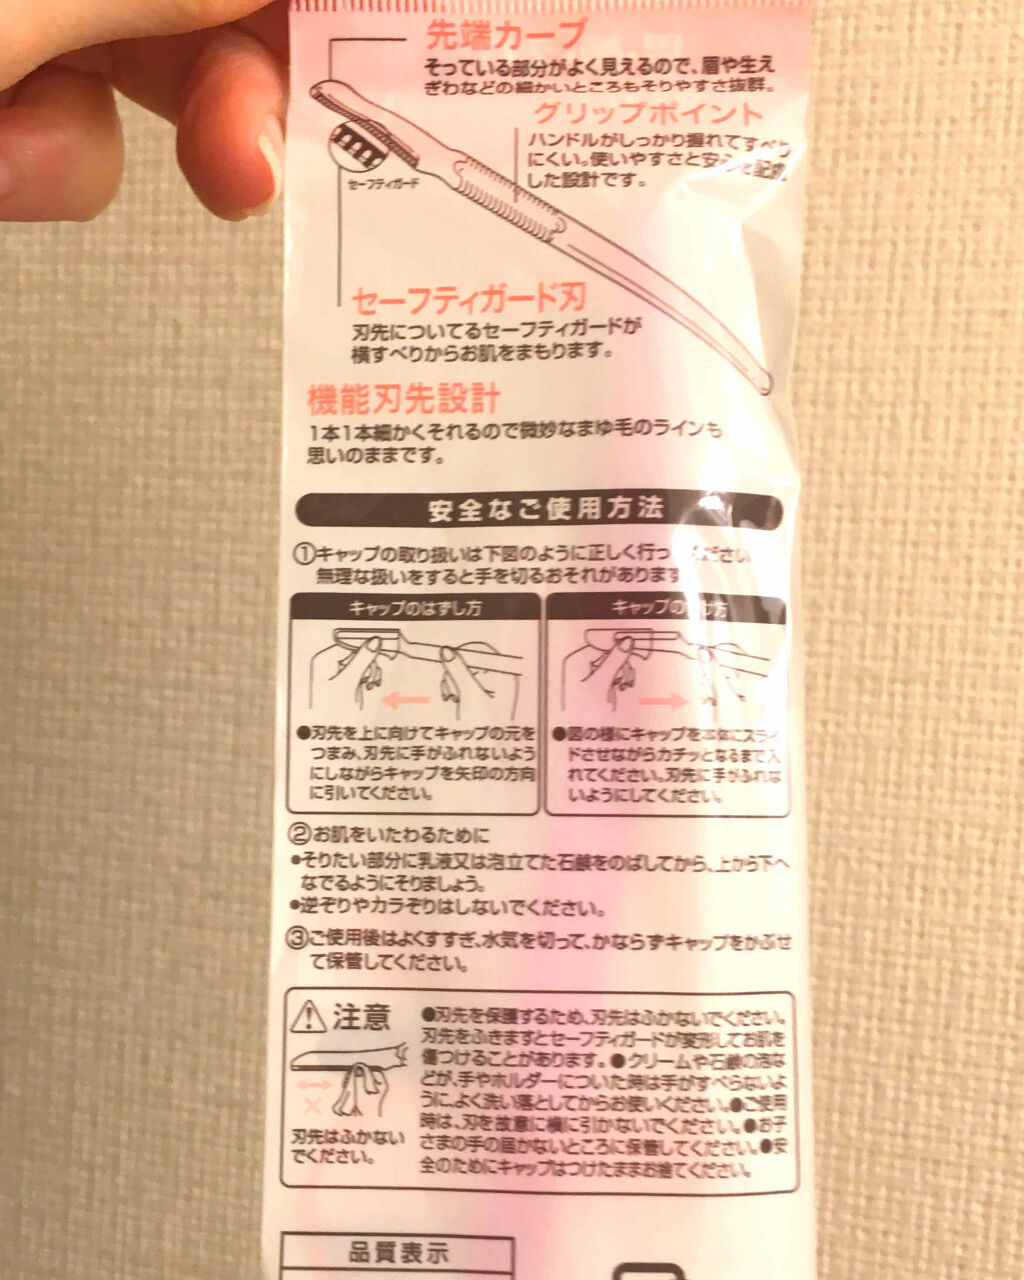 先端カーブ
そっている部分がよく見えるので、眉や生え
ぎわなどの細かいところもそりやすさ抜群。
グリップポイント
ハンドルがしっかり握れてすべり
にくい。使いやすさと安心を配慮
した設計です。
セーフティガード
セーフティガード刃
刃先についてるセーフティガードが
横すべりからお肌をまもります。
機能刃先設計
1本1本細かくそれるので微妙なまゆ毛のラインも
思いのままです。
安全なご使用方法
①キャップの取り扱いは下図のように正しく行っ ください
無理な扱いをすると手を切るおそれがあります
キャップのはずし方
●刃先を上に向けてキャップの元を
つまみ、刃先に手がふれないよう
にしながらキャップを矢印の方向
に引いてください。
キャップの け方
●図の様にキャップを本体にスライ
ドさせながらカチッとなるまで入
れてください。刃先に手がふれな
いようにしてください。
②お肌をいたわるために
●そりたい部分に乳液又は泡立てた石鹸をのばしてから、上から下へ
なでるようにそりましょう。
●逆ぞりやカラぞりはしないでください。
③ご使用後はよくすすぎ、水気を切って、かならずキャップをかぶせ
て保管してください。
注意
刃先はふかない
でください。
●刃先を保護するため、刃先はふかないでください。
刃先をふきますとセーフティガードが変形してお肌を
傷つけることがあります。●クリームや石鹸の泡な
どが、手やホルダーについた時は手がすべらないよ
うに、よく洗い落としてからお使いください。●ご使用
時は、刃を故意に横に引かないでください。●お子
さまの手の届かないところに保管してください。●安
全のためにキャップはつけたままお捨てください。
品質表示